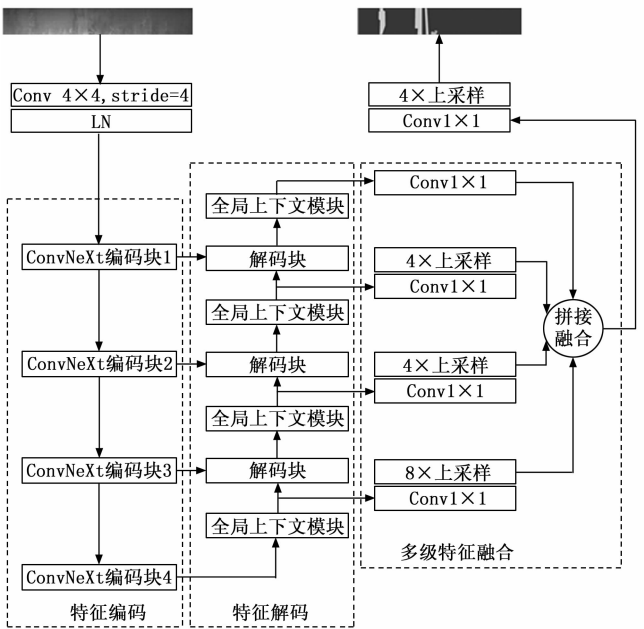 Conv 4×4,stride=4
LN
ConvNeXt编码块1
ConvNeXt编码块2
ConvNeXt编码块3
ConvNeXt编码块4
特征编码
全局上下文模块
解码块
全局上下文模块
解码块
全局上下文模块
解码块
全局上下文模块
特征解码
4×上采样
Conv1×1
Conv1×1
4×上采样
Conv1×1
4×上采样
Conv1×1
8×上采样
Conv1×1
拼接
融合
多级特征融合